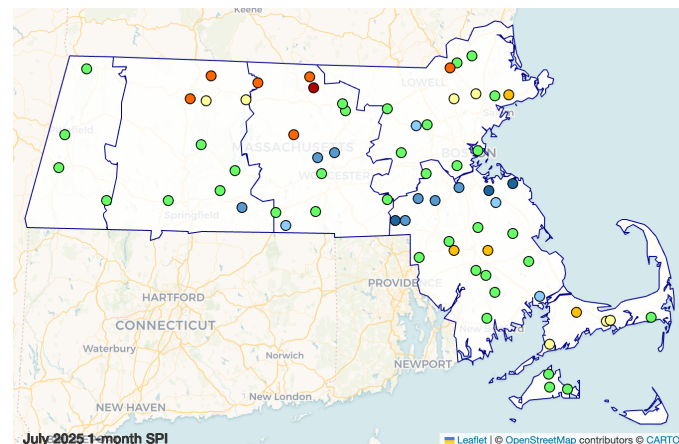 Keene
LOWELL
Salem
BOSTON
MASSACHUSETTS
WORCESTER
Springfield
PROVIDENCE
HARTFORD
CONNECTICUT
Waterbury
Norwich
NEWPORT
New London
NEW HAVEN
July 2025 1-month SPI
Leaflet | © OpenStreetMap contributors © CARTO